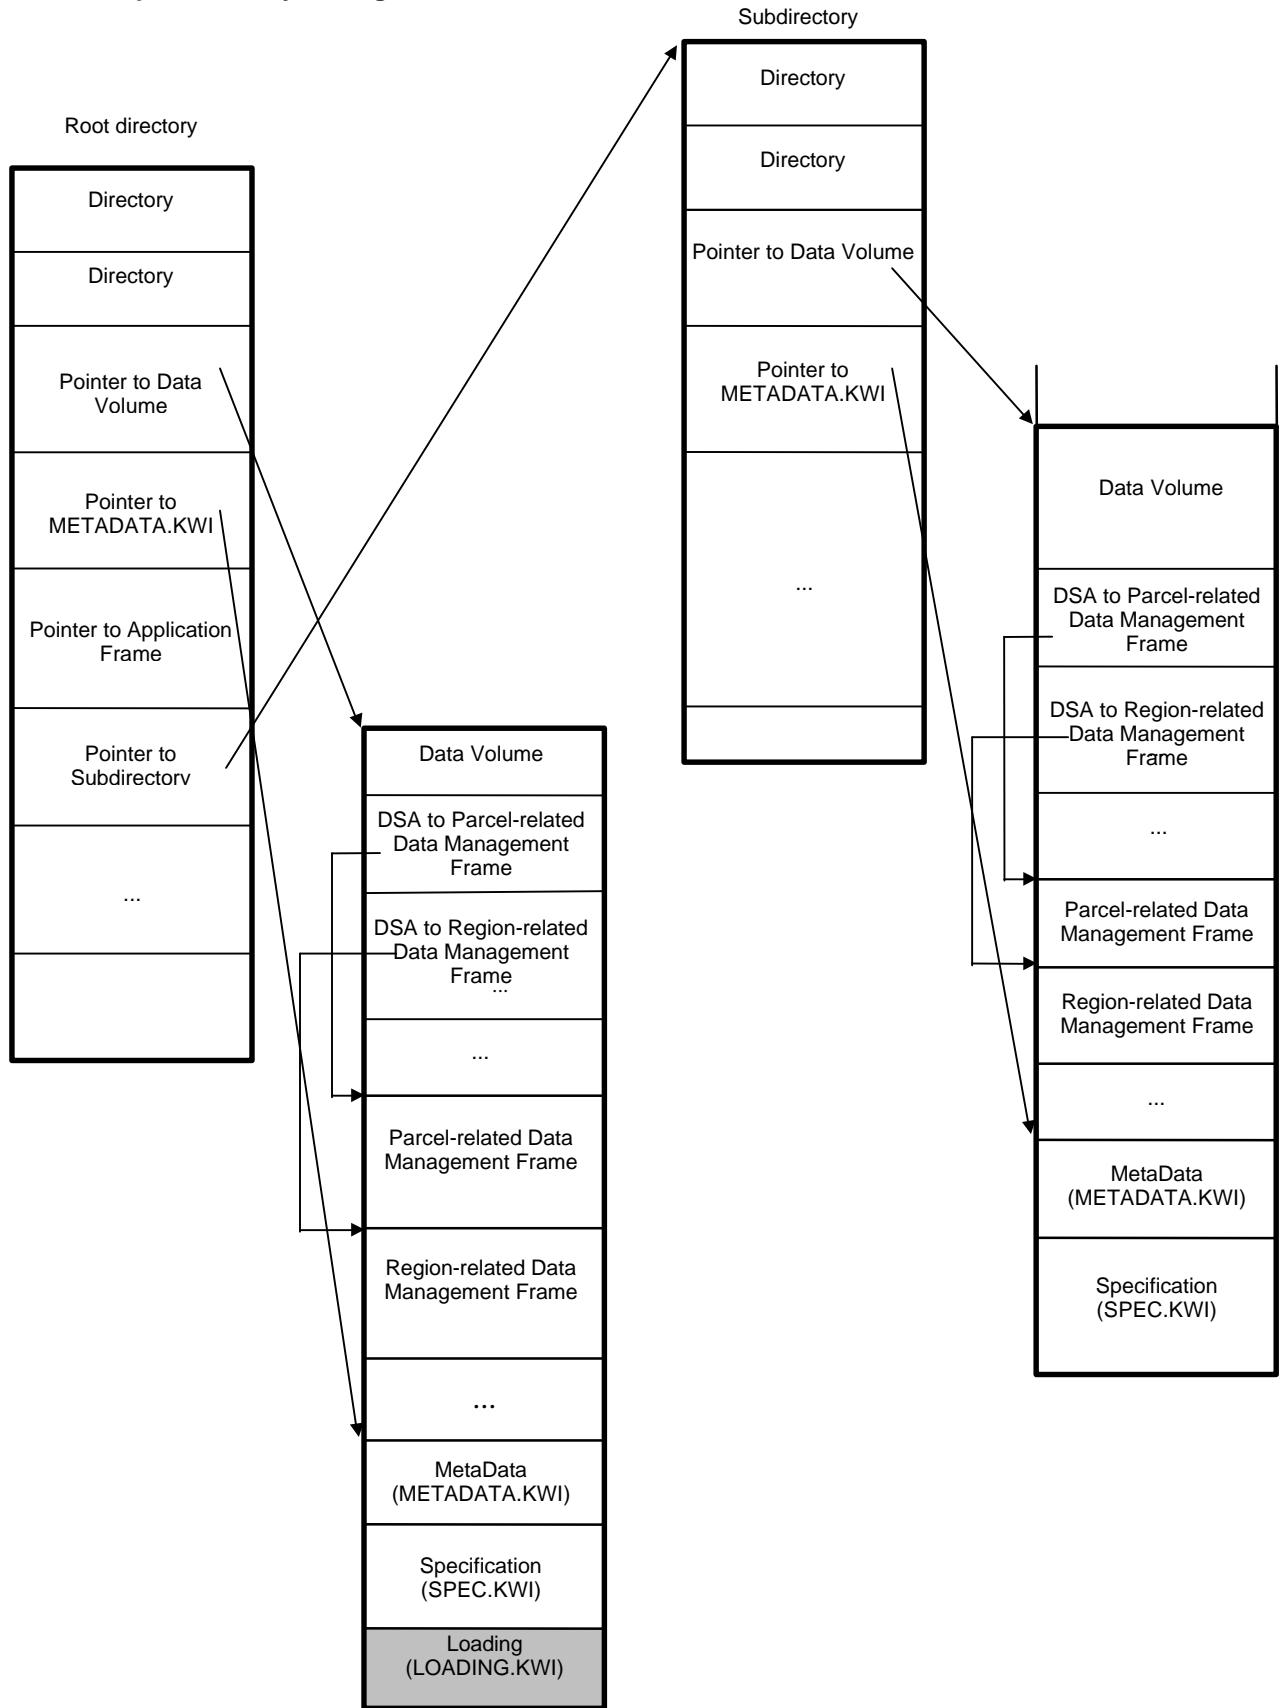 Root directory
Directory
Directory
Pointer to Data
Volume
Pointer to
METADATA.KWI
Pointer to Application
Frame
Pointer to
Subdirectory
...
Data Volume
DSA to Parcel-related
Data Management
Frame
DSA to Region-related
Data Management
Frame
...
...
Parcel-related Data
Management Frame
Region-related Data
Management Frame
...
MetaData
(METADATA.KWI)
Specification
(SPEC.KWI)
Loading
(LOADING.KWI)
Subdirectory
Directory
Directory
Pointer to Data Volume
Pointer to
METADATA.KWI
...
Data Volume
DSA to Parcel-related
Data Management
Frame
DSA to Region-related
Data Management
Frame
...
Parcel-related Data
Management Frame
Region-related Data
Management Frame
...
MetaData
(METADATA.KWI)
Specification
(SPEC.KWI)